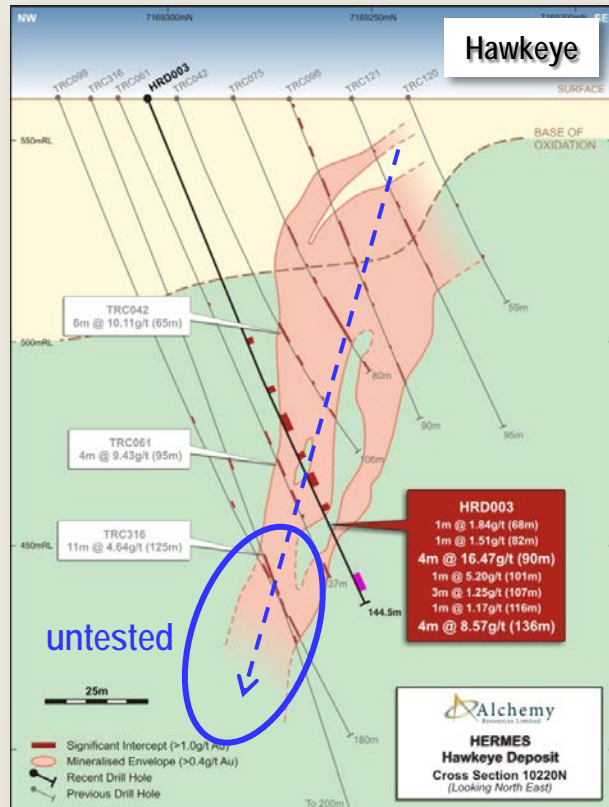 NW
7169300 mN
7169250 mN
SE
Hawkeye
TRC099
TRC316
TRC061
HRD003
TRC042
TRC075
TRC098
TRC121
TRC120
SURFACE
550mRL
BASE OF
OXIDATION
59m
TRC042
6m @ 10.11g/t (65m)
500mRL
80m
90m
95m
106m
TRC061
4m @ 9.43g/t (95m)
HRD003
1m @ 1.84g/t (68m)
1m @ 1.51g/t (82m)
4m @ 16.47g/t (90m)
1m @ 5.20g/t (101m)
3m @ 1.25g/t (107m)
1m @ 1.17g/t (116m)
4m @ 8.57g/t (136m)
TRC316
11m @ 4.64g/t (125m)
450mRL
37m
144.5m
untested
25m
180m
Significant Intercept (>1.0g/t Au)
Mineralised Envelope (>0.4g/t Au)
Recent Drill Hole
Previous Drill Hole
To 200m
Alchemy
Resources Limited
HERMES
Hawkeye Deposit
Cross Section 10220N
(Looking North East)